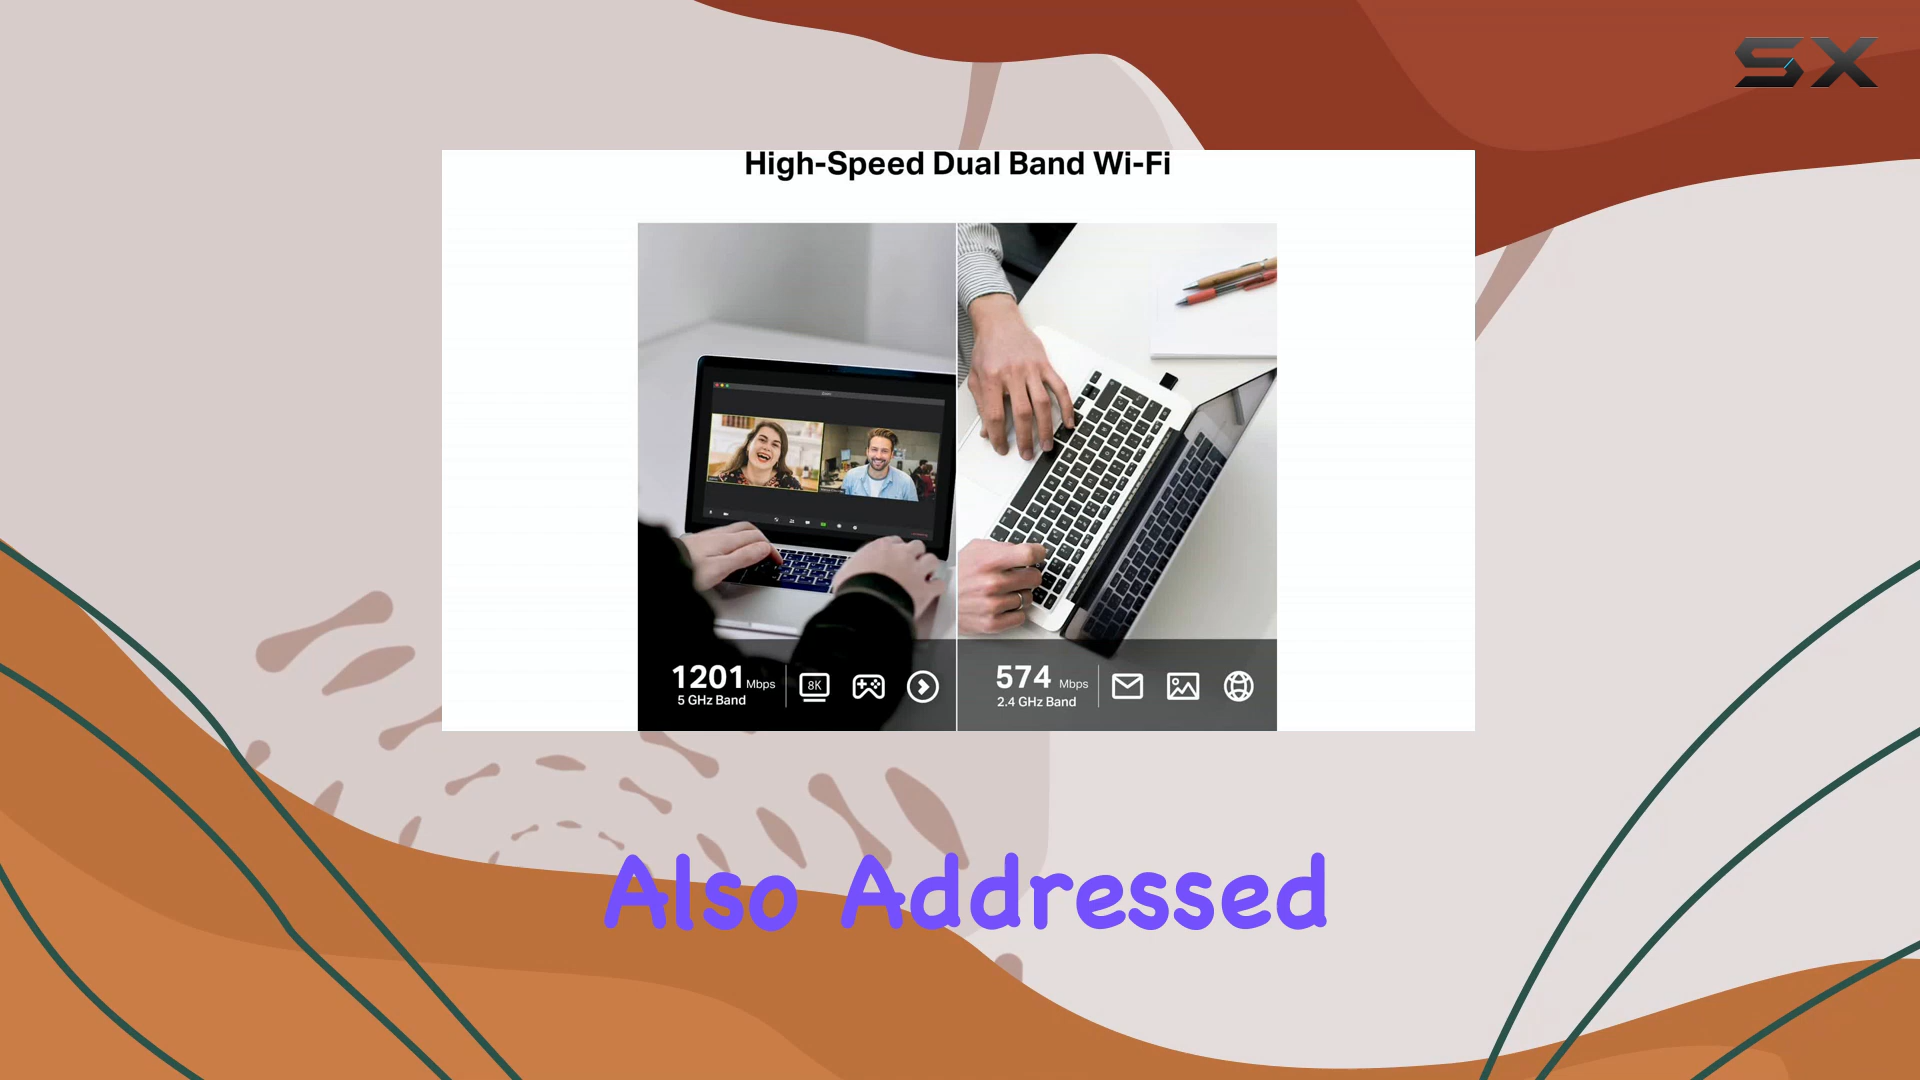 SX
High-Speed Dual Band Wi-Fi
1201 Mbps
5 GHz Band
8K
574 Mbps
2.4 GHz Band
Also Addressed